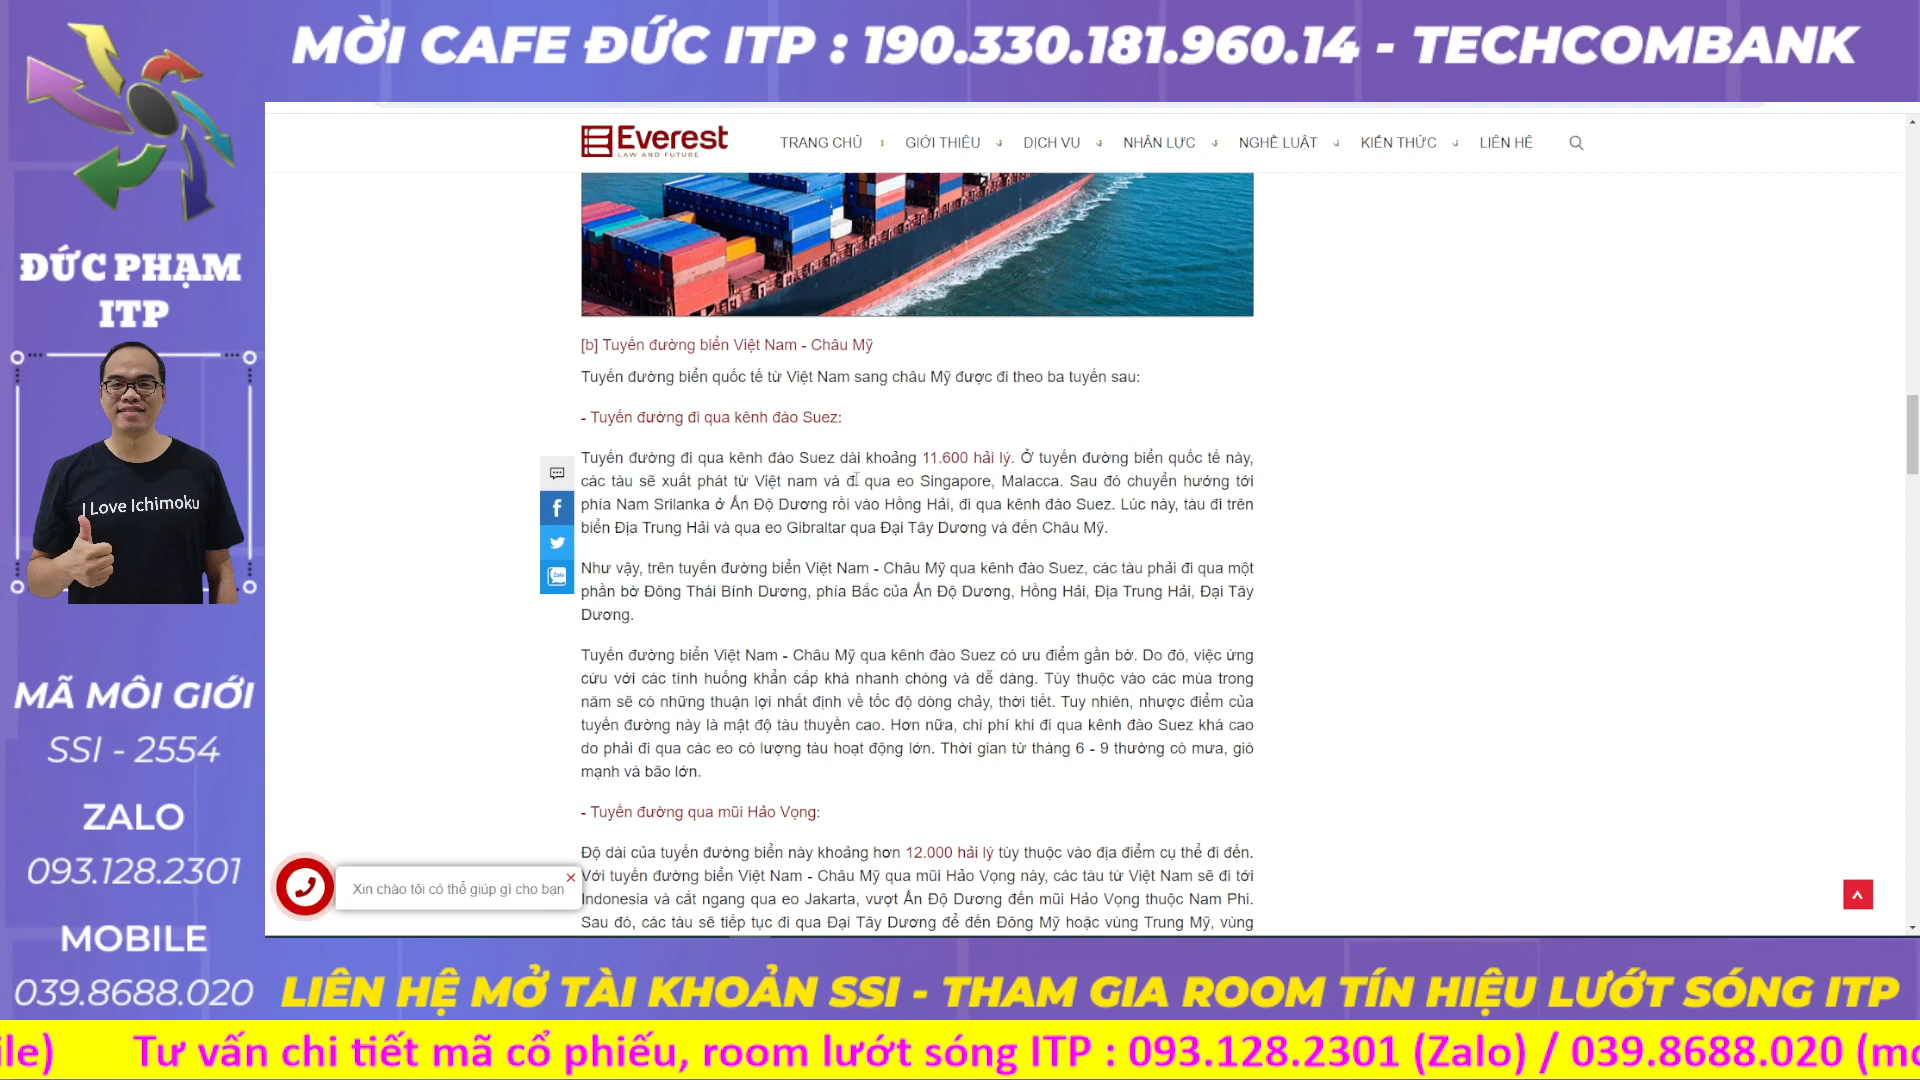 MỜI CAFE ĐỨC ITP : 190.330.181.960.14 - TECHCOMBANK
Everest
LAW AND FUTURE
TRANG CHỦ
GIỚI THIỆU
DỊCH VỤ
NHÂN LỰC
NGHỀ LUẬT
KIẾN THỨC
LIÊN HỆ
ĐỨC PHẠM
ITP
I Love Ichimoku
MÃ MÔI GIỚI
SSI - 2554
ZALO
093.128.2301
MOBILE
039.8688.020
[b] Tuyến đường biển Việt Nam - Châu Mỹ
Tuyến đường biển quốc tế từ Việt Nam sang châu Mỹ được đi theo ba tuyến sau:
- Tuyến đường đi qua kênh đào Suez:
Tuyến đường đi qua kênh đào Suez dài khoảng 11.600 hải lý. Ở tuyến đường biển quốc tế này,
các tàu sẽ xuất phát từ Việt nam và đi qua eo Singapore, Malacca. Sau đó chuyển hướng tới
phía Nam Srilanka ở Ấn Độ Dương rồi vào Hồng Hải, đi qua kênh đào Suez. Lúc này, tàu đi trên
biển Địa Trung Hải và qua eo Gibraltar qua Đại Tây Dương và đến Châu Mỹ.
Như vậy, trên tuyến đường biển Việt Nam - Châu Mỹ qua kênh đào Suez, các tàu phải đi qua một
phần bờ Đông Thái Bình Dương, phía Bắc của Ấn Độ Dương, Hồng Hải, Địa Trung Hải, Đại Tây
Dương.
Tuyến đường biển Việt Nam - Châu Mỹ qua kênh đào Suez có ưu điểm gần bờ. Do đó, việc ứng
cứu với các tình huống khẩn cấp khá nhanh chóng và dễ dàng. Tùy thuộc vào các mùa trong
năm sẽ có những thuận lợi nhất định về tốc độ dòng chảy, thời tiết. Tuy nhiên, nhược điểm của
tuyến đường này là mật độ tàu thuyền cao. Hơn nữa, chi phí khi đi qua kênh đào Suez khá cao
do phải đi qua các eo có lượng tàu hoạt động lớn. Thời gian từ tháng 6 - 9 thường có mưa, gió
mạnh và bão lớn.
- Tuyến đường qua mũi Hảo Vọng:
Độ dài của tuyến đường biển này khoảng hơn 12.000 hải lý tùy thuộc vào địa điểm cụ thể đi đến.
Với tuyến đường biển Việt Nam - Châu Mỹ qua mũi Hảo Vọng này, các tàu từ Việt Nam sẽ đi tới
Indonesia và cắt ngang qua eo Jakarta, vượt Ấn Độ Dương đến mũi Hảo Vọng thuộc Nam Phi.
Sau đó, các tàu sẽ tiếp tục đi qua Đại Tây Dương để đến Đông Mỹ hoặc vùng Trung Mỹ, vùng
Zalo
Xin chào tôi có thể giúp gì cho bạn
LIÊN HỆ MỞ TÀI KHOẢN SSI - THAM GIA ROOM TÍN HIỆU LƯỚT SÓNG ITP
ile) Tư vấn chi tiết mã cổ phiếu, room lướt sóng ITP : 093.128.2301 (Zalo) / 039.8688.020 (mo